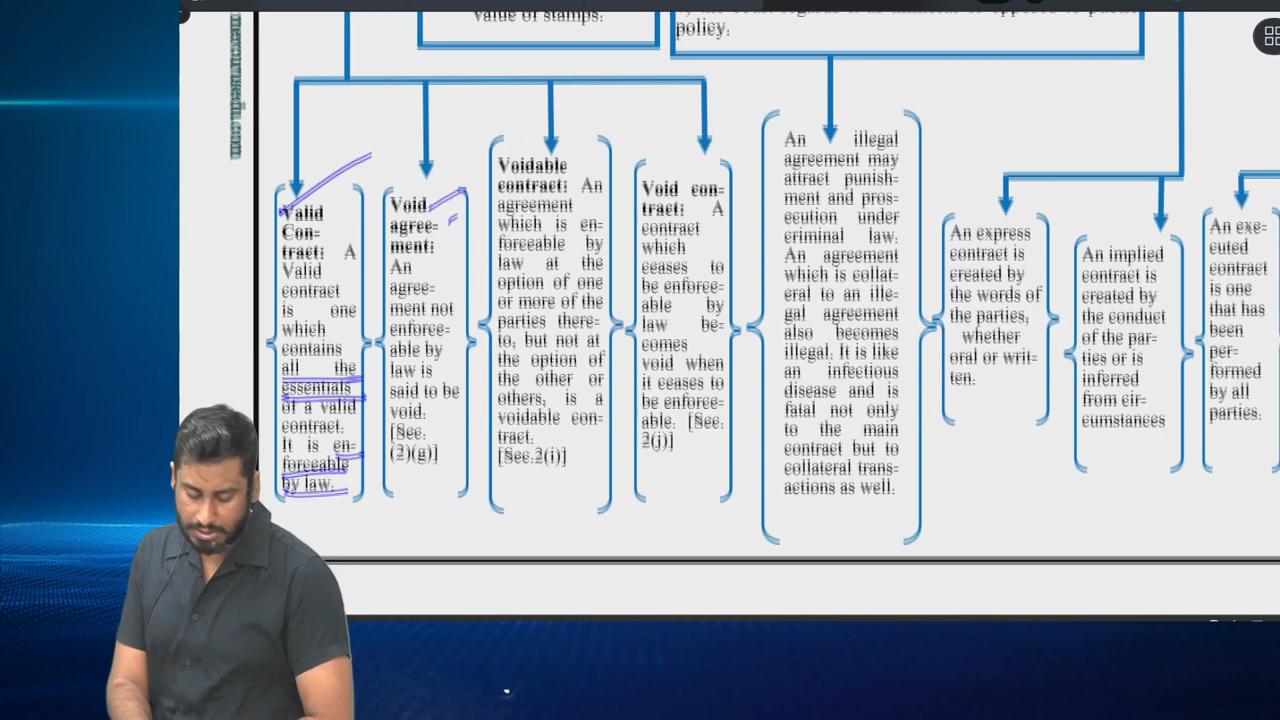 value of stamps.
policy.
Valid
Con-
tract: A
Valid
contract
is one
which
contains
all the
essentials
of a valid
contract.
It is en-
forceable
by law.
Void
agree-
ment:
An
agree-
ment not
enforce-
able by
law is
said to be
void.
[Sec.
(2)(g)]
Voidable
contract: An
agreement
which is en-
forceable by
law at the
option of one
or more of the
parties there-
to, but not at
the option of
the other or
others, is a
voidable con-
tract.
[Sec.2(i)]
Void con-
tract: A
contract
which
ceases to
be enforce-
able by
law be-
comes
void when
it ceases to
be enforce-
able. [Sec.
2(j)]
An illegal
agreement may
attract punish-
ment and pros-
ecution under
criminal law.
An agreement
which is collat-
eral to an ille-
gal agreement
also becomes
illegal. It is like
an infectious
disease and is
fatal not only
to the main
contract but to
collateral trans-
actions as well.
An express
contract is
created by
the words of
the parties,
whether
oral or writ-
ten.
An implied
contract is
created by
the conduct
of the par-
ties or is
inferred
from cir-
cumstances
An exe-
cuted
contract
is one
that has
been
per-
formed
by all
parties.